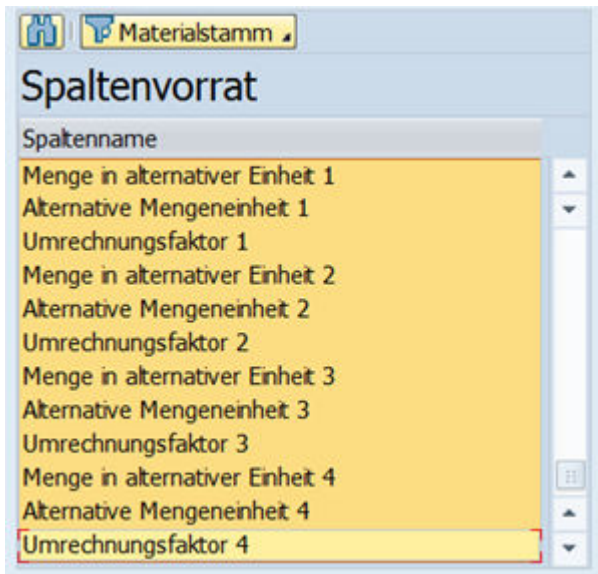 Materialstamm
Spaltenvorrat
Spaltenname
Menge in alternativer Einheit 1
Alternative Mengeneinheit 1
Umrechnungsfaktor 1
Menge in alternativer Einheit 2
Alternative Mengeneinheit 2
Umrechnungsfaktor 2
Menge in alternativer Einheit 3
Alternative Mengeneinheit 3
Umrechnungsfaktor 3
Menge in alternativer Einheit 4
Alternative Mengeneinheit 4
Umrechnungsfaktor 4